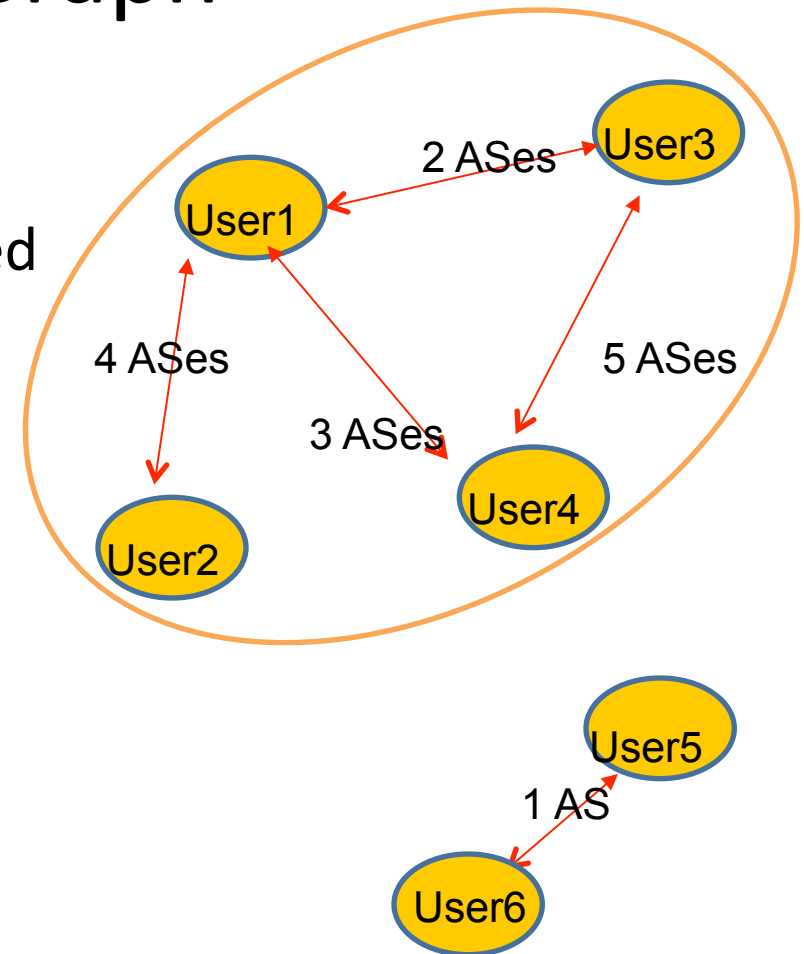 User3
2 ASes
User1
4 ASes
5 ASes
3 ASes
User4
User2
User5
1 AS
User6